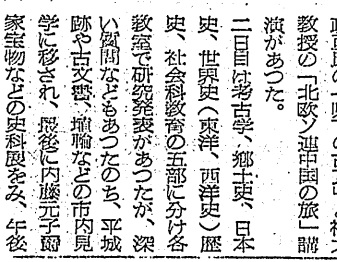 教授の「北欧ソ連中国の旅」講
演があつた。
二日目は考古学、郷土史、日本
史、世界史（東洋、西洋史）歴
史、社会科教育の五部に分け各
教室で研究発表があつたが、深
い質問などもあつたのち、平城
跡や古文書、埴輪などの市内見
学に移され、最後に内藤元子爵
家宝物などの史料展をみ、午後